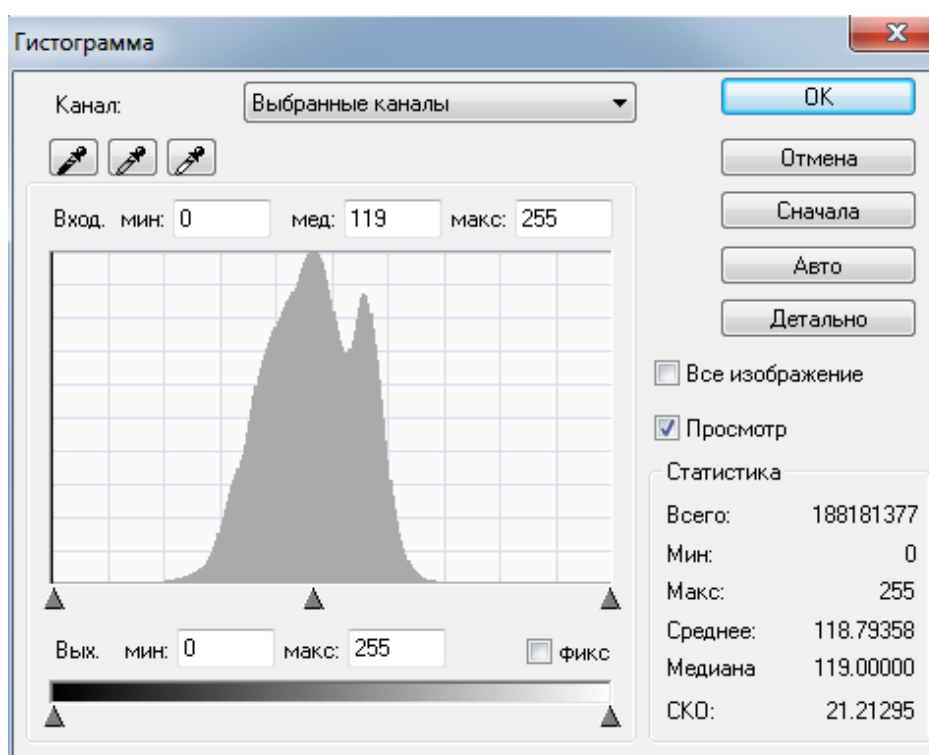 Гистограмма
Канал: Выбранные каналы
OK
Отмена
Сначала
Авто
Детально
Вход. мин: 0 мед: 119 макс: 255
Все изображение
Просмотр
Статистика
Всего: 188181377
Мин: 0
Макс: 255
Среднее: 118.79358
Медиана 119.00000
СКО: 21.21295
Вых. мин: 0 макс: 255 фикс